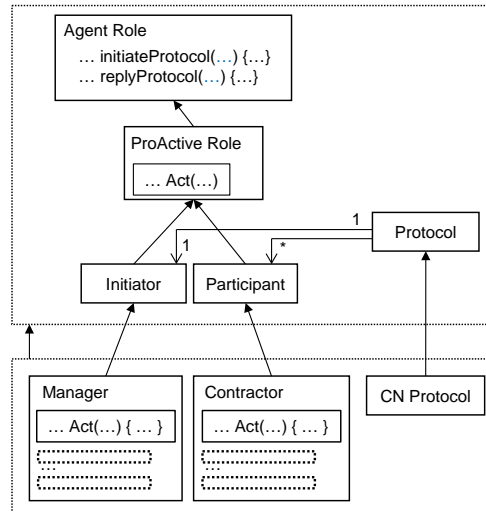 Agent Role
… initiateProtocol(…) {…}
… replyProtocol(…) {…}
ProActive Role
… Act(…)
1
Protocol
1
*
Initiator
Participant
Manager
Contractor
CN Protocol
… Act(…) { … }
… Act(…) { … }
…
…